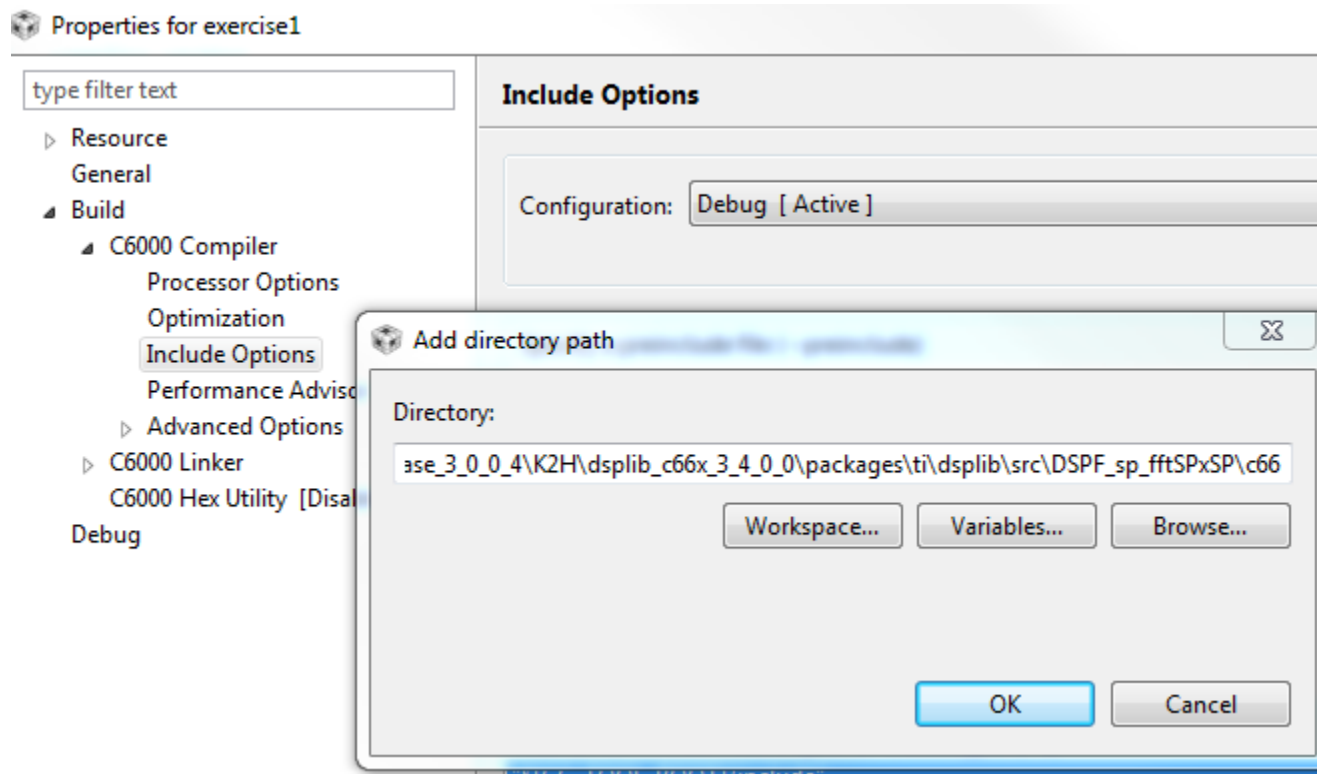 Properties for exercise1
type filter text
Resource
General
Build
C6000 Compiler
Processor Options
Optimization
Include Options
Performance Adviso
Advanced Options
C6000 Linker
C6000 Hex Utility [Disal
Debug
Include Options
Configuration: Debug [ Active ]
Add directory path
Directory:
ase_3_0_0_4\K2H\dsplib_c66x_3_4_0_0\packages\ti\dsplib\src\DSPF_sp_fftSPxSP\c66
Workspace... Variables... Browse...
OK Cancel